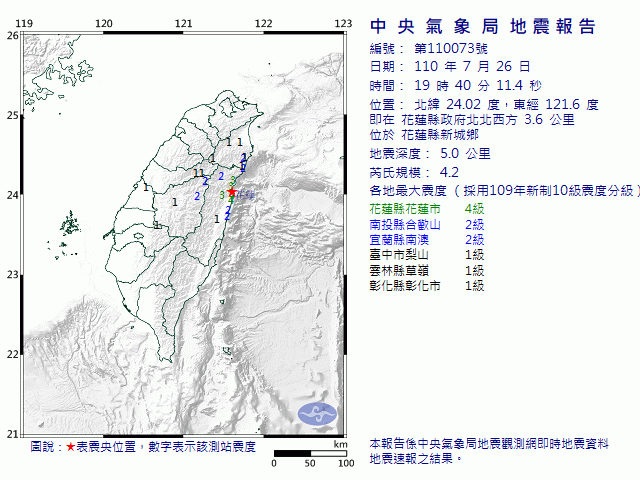 中央氣象局地震報告
編號： 第110073號
日期： 110 年 7 月 26 日
時間： 19 時 40 分 11.4 秒
位置： 北緯 24.02 度，東經 121.6 度
即在 花蓮縣政府北北西方 3.6 公里
位於 花蓮縣新城鄉
地震深度： 5.0 公里
芮氏規模： 4.2
各地最大震度（採用109年新制10級震度分級）
花蓮縣花蓮市 4級
南投縣合歡山 2級
宜蘭縣南澳 2級
臺中市梨山 1級
雲林縣草嶺 1級
彰化縣彰化市 1級
本報告係中央氣象局地震觀測網即時地震資料
地震速報之結果。
119 120 121 122 123
26
25
24
23
22
21
1 1
1
1
1 1
2
2
1
2
3
3
1
2
2
1
1
圖說：★表震央位置，數字表示該測站震度
km
0 50 100